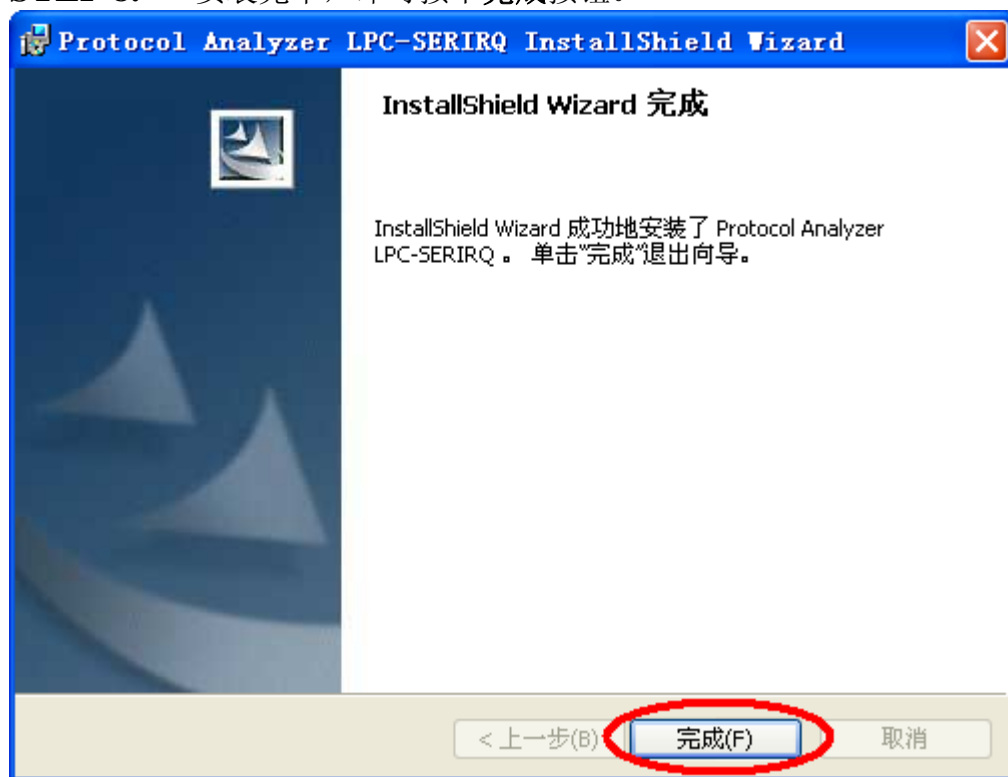 Protocol Analyzer LPC-SERIRQ InstallShield Wizard
InstallShield Wizard 完成
InstallShield Wizard 成功地安装了 Protocol Analyzer
LPC-SERIRQ 。 单击"完成"退出向导。
<上一步(B)
完成(F)
取消